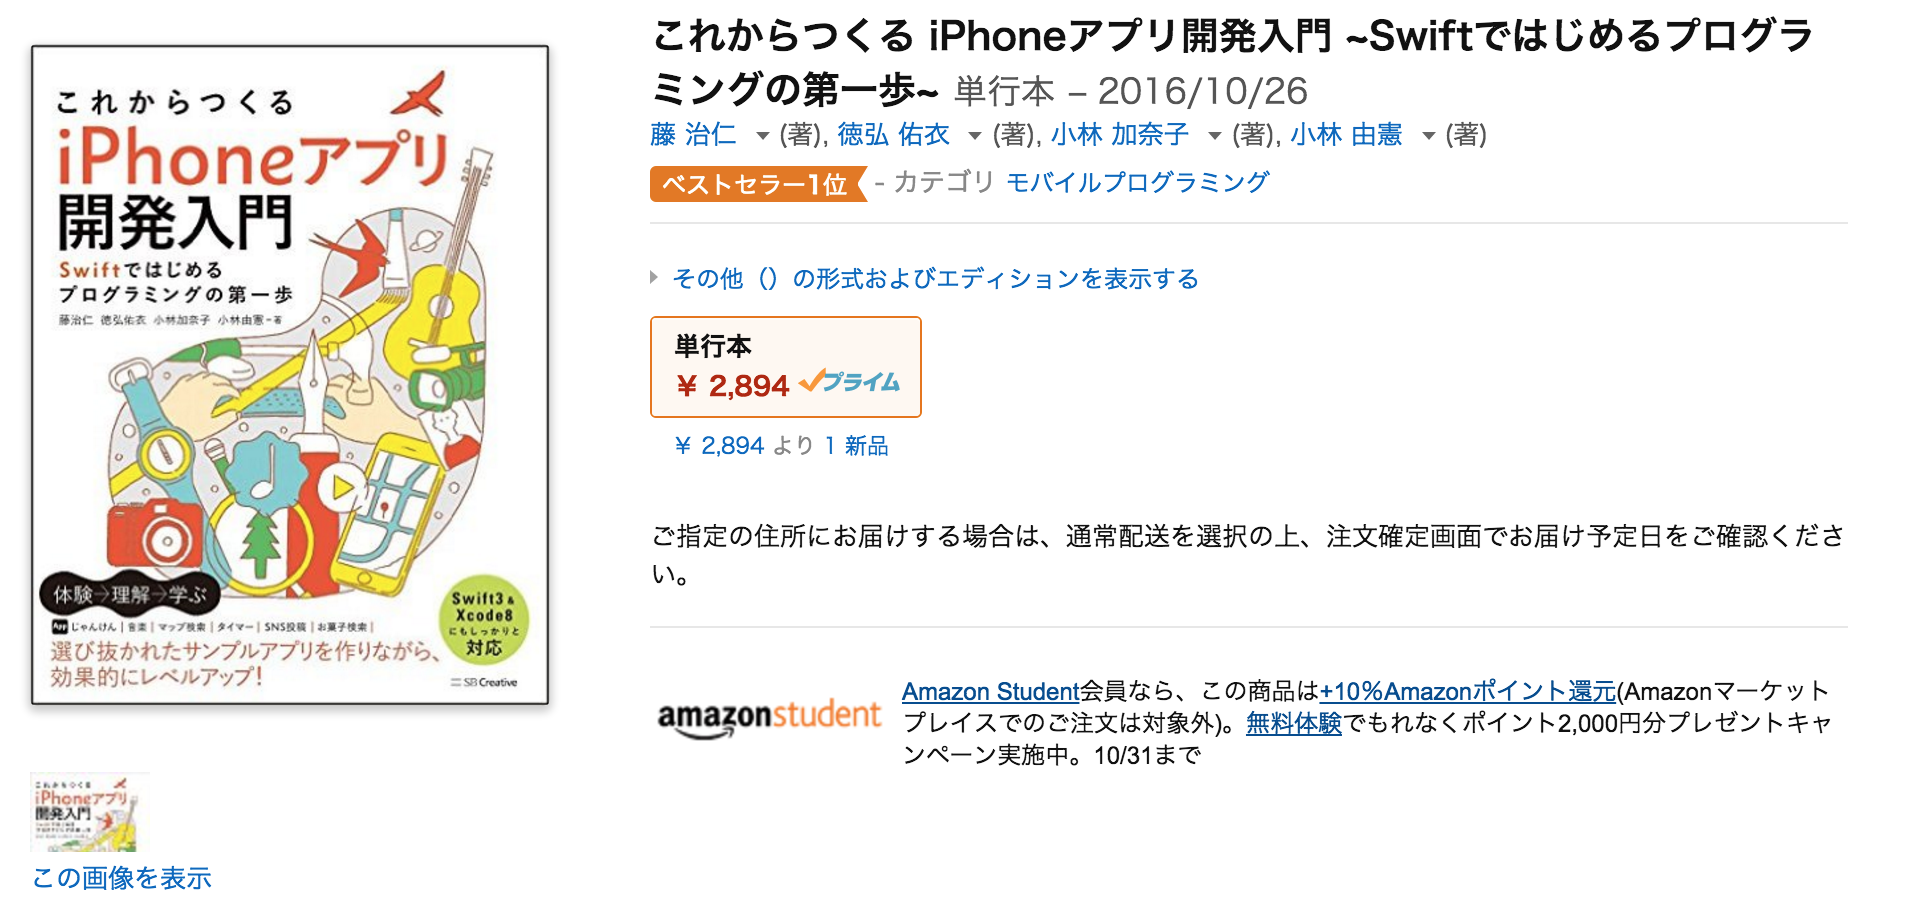 これからつくる
iPhoneアプリ
開発入門
Swiftではじめる
プログラミングの第一歩
藤治仁 徳弘佑衣 小林加奈子 小林由憲=著
体験→理解→学ぶ
App じゃんけん | 音楽 | マップ検索 | タイマー | SNS投稿 | お菓子検索 |
選び抜かれたサンプルアプリを作りながら、
効果的にレベルアップ!
Swift3&
Xcode8
にもしっかりと
対応
SB Creative
これからつくる
iPhoneアプリ
開発入門
この画像を表示
これからつくる iPhoneアプリ開発入門 ~Swiftではじめるプログラ
ミングの第一歩~ 単行本 – 2016/10/26
藤 治仁 (著), 徳弘 佑衣 (著), 小林 加奈子 (著), 小林 由憲 (著)
ベストセラー1位 - カテゴリ モバイルプログラミング
その他（）の形式およびエディションを表示する
単行本
¥ 2,894 プライム
¥ 2,894 より 1 新品
ご指定の住所にお届けする場合は、通常配送を選択の上、注文確定画面でお届け予定日をご確認くださ
い。
amazonstudent
Amazon Student会員なら、この商品は+10%Amazonポイント還元(Amazonマーケット
プレイスでのご注文は対象外)。無料体験でもれなくポイント2,000円分プレゼントキャ
ンペーン実施中。10/31まで